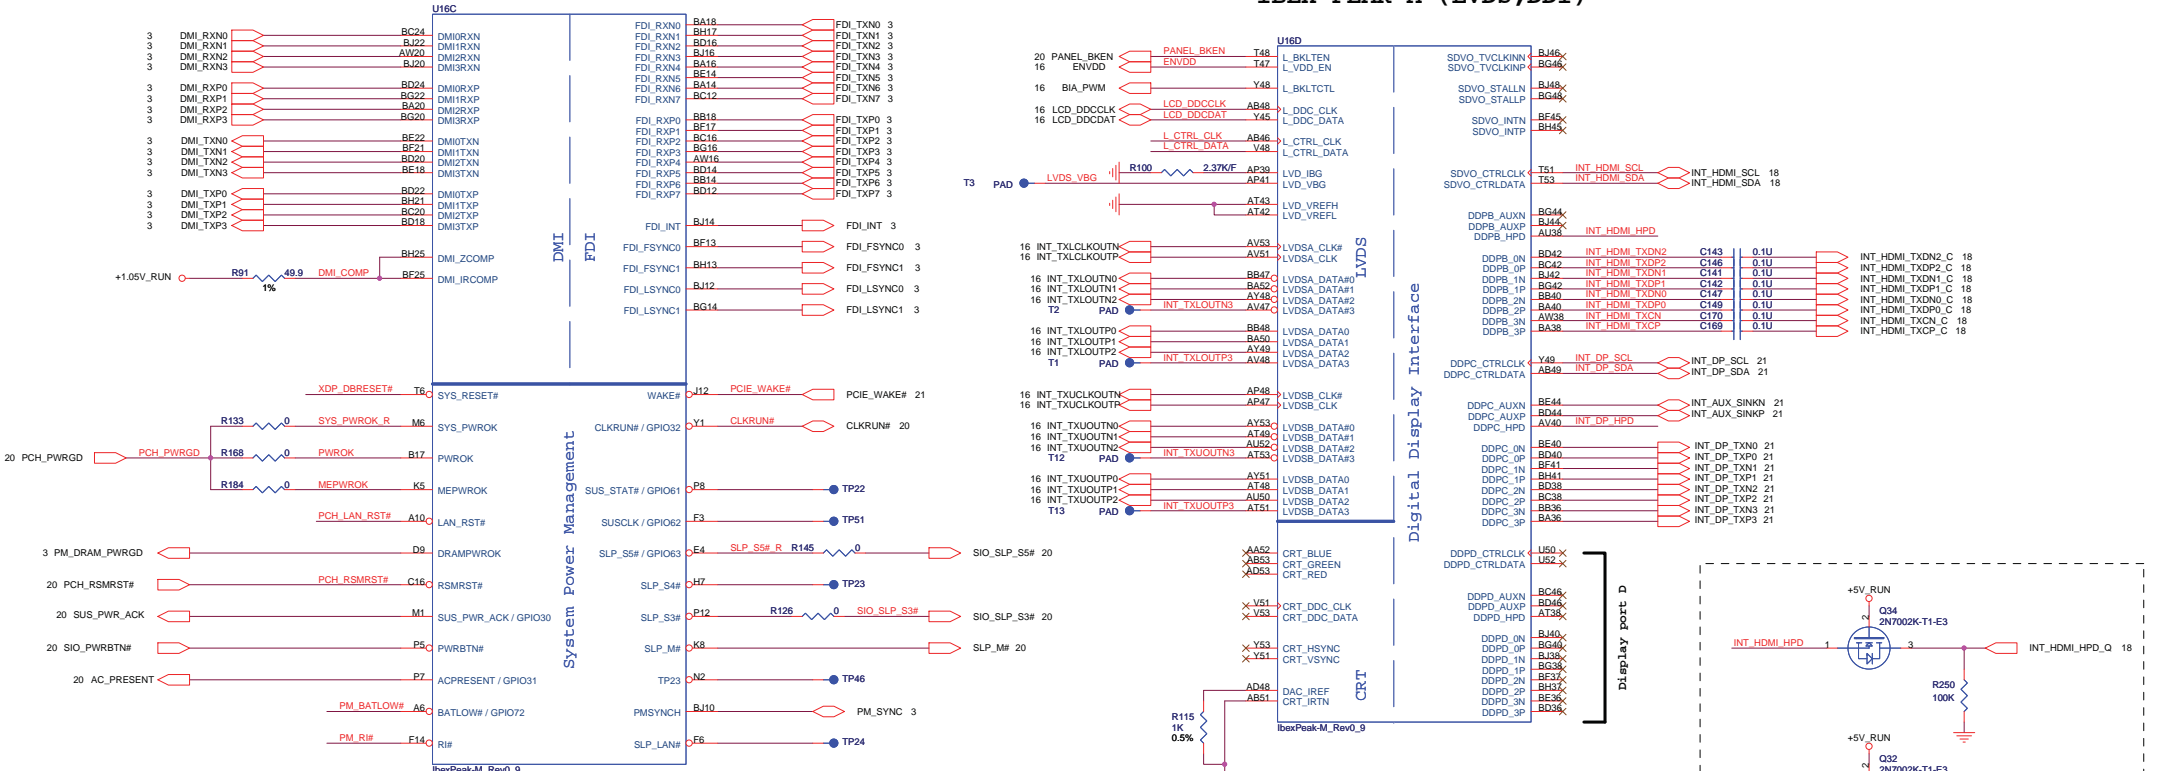 U16C
3 DMI_RXN0 BC24 DMI0RXN
3 DMI_RXN1 BJ22 DMI1RXN
3 DMI_RXN2 AW20 DMI2RXN
3 DMI_RXN3 BJ20 DMI3RXN
3 DMI_RXP0 BD24 DMI0RXP
3 DMI_RXP1 BG22 DMI1RXP
3 DMI_RXP2 BA20 DMI2RXP
3 DMI_RXP3 BG20 DMI3RXP
3 DMI_TXN0 BE22 DMI0TXN
3 DMI_TXN1 BF21 DMI1TXN
3 DMI_TXN2 BD20 DMI2TXN
3 DMI_TXN3 BE18 DMI3TXN
3 DMI_TXP0 BD22 DMI0TXP
3 DMI_TXP1 BH21 DMI1TXP
3 DMI_TXP2 BC20 DMI2TXP
3 DMI_TXP3 BD18 DMI3TXP
BH25 DMI_ZCOMP
+1.05V_RUN R91 49.9 DMI_COMP BF25 DMI_IRCOMP
1%
DMI
FDI
FDI_RXN0 BA18 FDI_TXN0 3
FDI_RXN1 BH17 FDI_TXN1 3
FDI_RXN2 BD16 FDI_TXN2 3
FDI_RXN3 BJ16 FDI_TXN3 3
FDI_RXN4 BA16 FDI_TXN4 3
FDI_RXN5 BE14 FDI_TXN5 3
FDI_RXN6 BA14 FDI_TXN6 3
FDI_RXN7 BC12 FDI_TXN7 3
FDI_RXP0 BB18 FDI_TXP0 3
FDI_RXP1 BF17 FDI_TXP1 3
FDI_RXP2 BC16 FDI_TXP2 3
FDI_RXP3 BG16 FDI_TXP3 3
FDI_RXP4 AW16 FDI_TXP4 3
FDI_RXP5 BD14 FDI_TXP5 3
FDI_RXP6 BB14 FDI_TXP6 3
FDI_RXP7 BD12 FDI_TXP7 3
FDI_INT BJ14 FDI_INT 3
FDI_FSYNC0 BF13 FDI_FSYNC0 3
FDI_FSYNC1 BH13 FDI_FSYNC1 3
FDI_LSYNC0 BJ12 FDI_LSYNC0 3
FDI_LSYNC1 BG14 FDI_LSYNC1 3
XDP_DBRESET# T6 SYS_RESET#
R133 0 SYS_PWROK_R M6 SYS_PWROK
20 PCH_PWRGD PCH_PWRGD R168 0 PWROK B17 PWROK
R184 0 MEPWROK K5 MEPWROK
PCH_LAN_RST# A10 LAN_RST#
3 PM_DRAM_PWRGD D9 DRAMPWROK
20 PCH_RSMRST# PCH_RSMRST# C16 RSMRST#
20 SUS_PWR_ACK M1 SUS_PWR_ACK / GPIO30
20 SIO_PWRBTN# P5 PWRBTN#
20 AC_PRESENT P7 ACPRESENT / GPIO31
PM_BATLOW# A6 BATLOW# / GPIO72
PM_RI# F14 RI#
System Power Management
WAKE# J12 PCIE_WAKE# PCIE_WAKE# 21
CLKRUN# / GPIO32 Y1 CLKRUN# CLKRUN# 20
SUS_STAT# / GPIO61 P8 TP22
SUSCLK / GPIO62 F3 TP51
SLP_S5# / GPIO63 E4 SLP_S5#_R R145 0 SIO_SLP_S5# 20
SLP_S4# H7 TP23
SLP_S3# P12 R126 0 SIO_SLP_S3# SIO_SLP_S3# 20
SLP_M# K8 SLP_M# 20
TP23 N2 TP46
PMSYNCH BJ10 PM_SYNC 3
SLP_LAN# F6 TP24
IbexPeak-M_Rev0_9
U16D
20 PANEL_BKEN PANEL_BKEN T48 L_BKLTEN
16 ENVDD ENVDD T47 L_VDD_EN
16 BIA_PWM Y48 L_BKLTCTL
16 LCD_DDCCLK LCD_DDCCLK AB48 L_DDC_CLK
16 LCD_DDCDAT LCD_DDCDAT Y45 L_DDC_DATA
L_CTRL_CLK AB46 L_CTRL_CLK
L_CTRL_DATA V48 L_CTRL_DATA
R100 2.37K/F AP39 LVD_IBG
T3 PAD LVDS_VBG AP41 LVD_VBG
AT43 LVD_VREFH
AT42 LVD_VREFL
16 INT_TXLCLKOUTN AV53 LVDSA_CLK#
16 INT_TXLCLKOUTP AV51 LVDSA_CLK
16 INT_TXLOUTN0 BB47 LVDSA_DATA#0
16 INT_TXLOUTN1 BA52 LVDSA_DATA#1
16 INT_TXLOUTN2 AY48 LVDSA_DATA#2
T2 PAD INT_TXLOUTN3 AV47 LVDSA_DATA#3
16 INT_TXLOUTP0 BB48 LVDSA_DATA0
16 INT_TXLOUTP1 BA50 LVDSA_DATA1
16 INT_TXLOUTP2 AY49 LVDSA_DATA2
T1 PAD INT_TXLOUTP3 AV48 LVDSA_DATA3
16 INT_TXUCLKOUTN AP48 LVDSB_CLK#
16 INT_TXUCLKOUTP AP47 LVDSB_CLK
16 INT_TXUOUTN0 AY53 LVDSB_DATA#0
16 INT_TXUOUTN1 AT49 LVDSB_DATA#1
16 INT_TXUOUTN2 AU52 LVDSB_DATA#2
T12 PAD INT_TXUOUTN3 AT53 LVDSB_DATA#3
16 INT_TXUOUTP0 AY51 LVDSB_DATA0
16 INT_TXUOUTP1 AT48 LVDSB_DATA1
16 INT_TXUOUTP2 AU50 LVDSB_DATA2
T13 PAD INT_TXUOUTP3 AT51 LVDSB_DATA3
AA52 CRT_BLUE
AB53 CRT_GREEN
AD53 CRT_RED
V51 CRT_DDC_CLK
V53 CRT_DDC_DATA
Y53 CRT_HSYNC
Y51 CRT_VSYNC
AD48 DAC_IREF
AB51 CRT_IRTN
R115
1K
0.5%
IbexPeak-M_Rev0_9
LVDS
Digital Display Interface
CRT
SDVO_TVCLKINN BJ46
SDVO_TVCLKINP BG46
SDVO_STALLN BJ48
SDVO_STALLP BG48
SDVO_INTN BF45
SDVO_INTP BH45
SDVO_CTRLCLK T51 INT_HDMI_SCL INT_HDMI_SCL 18
SDVO_CTRLDATA T53 INT_HDMI_SDA INT_HDMI_SDA 18
DDPB_AUXN BG44
DDPB_AUXP BJ44
DDPB_HPD AU38 INT_HDMI_HPD
DDPB_0N BD42 INT_HDMI_TXDN2 C143 0.1U INT_HDMI_TXDN2_C 18
DDPB_0P BC42 INT_HDMI_TXDP2 C146 0.1U INT_HDMI_TXDP2_C 18
DDPB_1N BJ42 INT_HDMI_TXDN1 C141 0.1U INT_HDMI_TXDN1_C 18
DDPB_1P BG42 INT_HDMI_TXDP1 C142 0.1U INT_HDMI_TXDP1_C 18
DDPB_2N BB40 INT_HDMI_TXDN0 C147 0.1U INT_HDMI_TXDN0_C 18
DDPB_2P BA40 INT_HDMI_TXDP0 C149 0.1U INT_HDMI_TXDP0_C 18
DDPB_3N AW38 INT_HDMI_TXCN C170 0.1U INT_HDMI_TXCN_C 18
DDPB_3P BA38 INT_HDMI_TXCP C169 0.1U INT_HDMI_TXCP_C 18
DDPC_CTRLCLK Y49 INT_DP_SCL INT_DP_SCL 21
DDPC_CTRLDATA AB49 INT_DP_SDA INT_DP_SDA 21
DDPC_AUXN BE44 INT_AUX_SINKN 21
DDPC_AUXP BD44 INT_AUX_SINKP 21
DDPC_HPD AV40 INT_DP_HPD
DDPC_0N BE40 INT_DP_TXN0 21
DDPC_0P BD40 INT_DP_TXP0 21
DDPC_1N BF41 INT_DP_TXN1 21
DDPC_1P BH41 INT_DP_TXP1 21
DDPC_2N BD38 INT_DP_TXN2 21
DDPC_2P BC38 INT_DP_TXP2 21
DDPC_3N BB36 INT_DP_TXN3 21
DDPC_3P BA36 INT_DP_TXP3 21
DDPD_CTRLCLK U50
DDPD_CTRLDATA U52
DDPD_AUXN BC46
DDPD_AUXP BD46
DDPD_HPD AT38
DDPD_0N BJ40
DDPD_0P BG40
DDPD_1N BJ38
DDPD_1P BG38
DDPD_2N BF37
DDPD_2P BH37
DDPD_3N BE36
DDPD_3P BD36
Display port D
+5V_RUN
2
Q34
2N7002K-T1-E3
INT_HDMI_HPD 1 3 INT_HDMI_HPD_Q 18
R250
100K
+5V_RUN
2
Q32
2N7002K-T1-E3